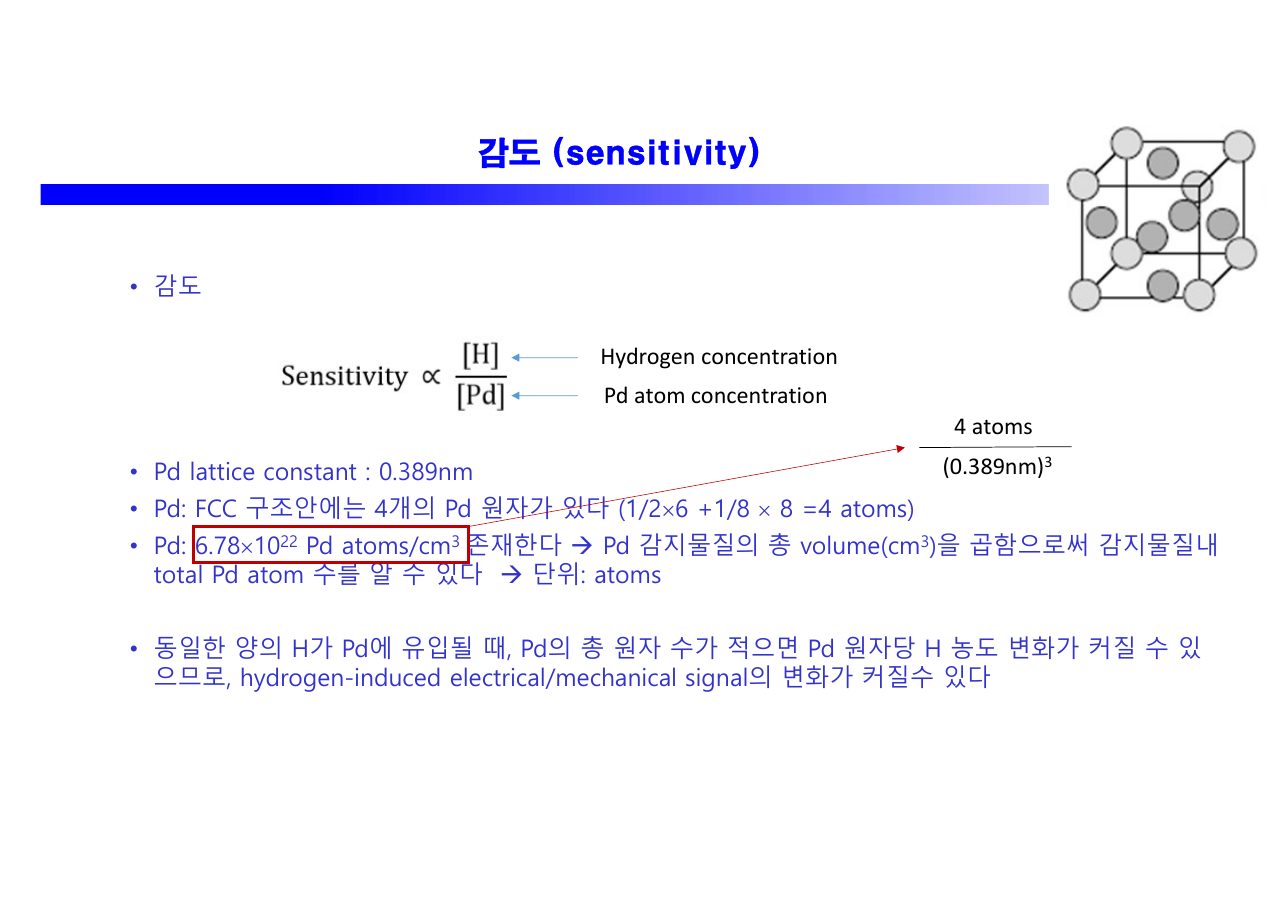 감도 (sensitivity)
• 감도
Sensitivity ∝ [H] / [Pd]
Hydrogen concentration
Pd atom concentration
4 atoms
(0.389nm)³
• Pd lattice constant : 0.389nm
• Pd: FCC 구조안에는 4개의 Pd 원자가 있다 (1/2×6 +1/8 × 8 =4 atoms)
• Pd: 6.78×10²² Pd atoms/cm³ 존재한다 → Pd 감지물질의 총 volume(cm³)을 곱함으로써 감지물질내
total Pd atom 수를 알 수 있다 → 단위: atoms
• 동일한 양의 H가 Pd에 유입될 때, Pd의 총 원자 수가 적으면 Pd 원자당 H 농도 변화가 커질 수 있
으므로, hydrogen-induced electrical/mechanical signal의 변화가 커질수 있다